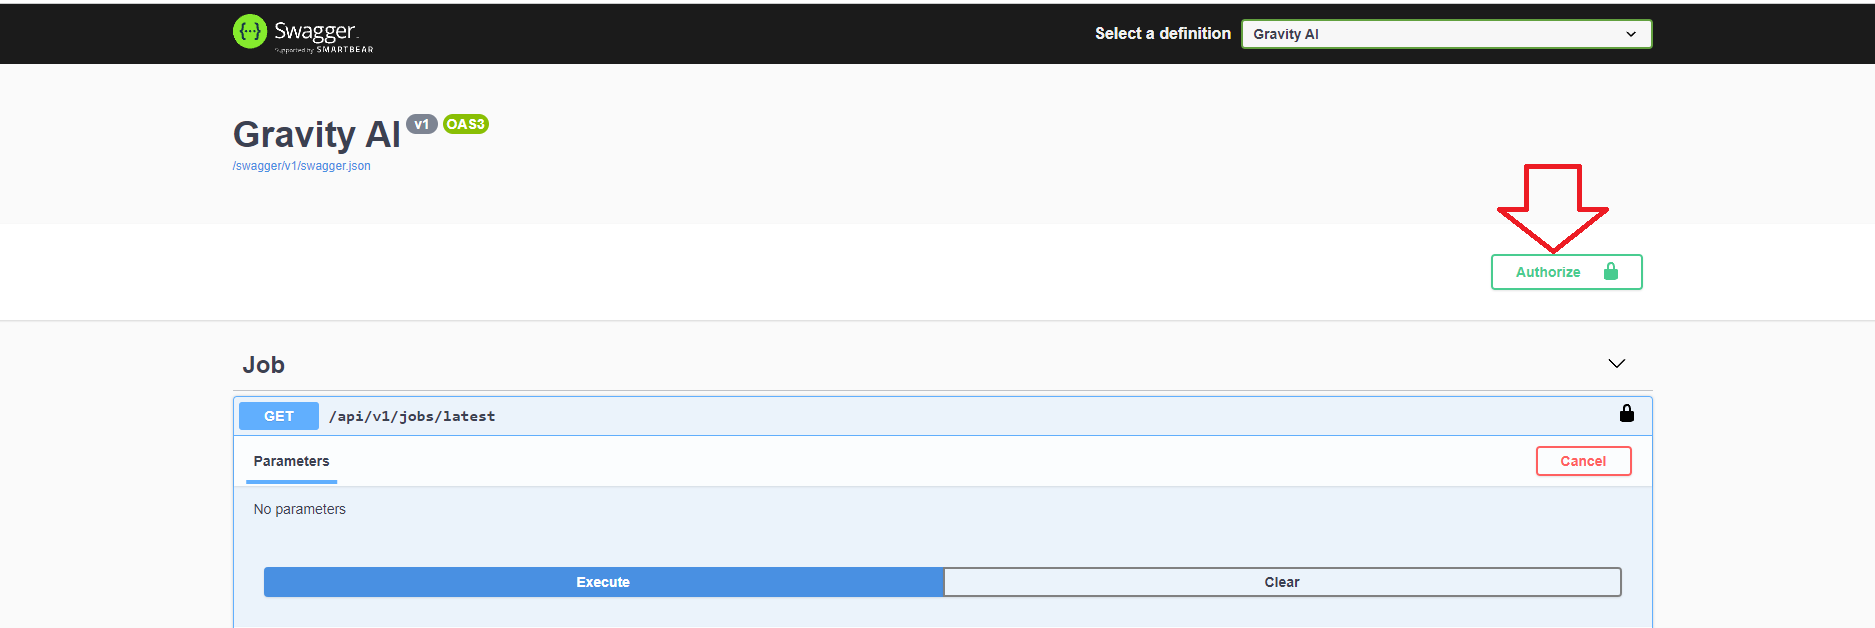 Swagger.
Supported by SMARTBEAR
Select a definition
Gravity AI
Gravity AI v1 OAS3
/swagger/v1/swagger.json
Authorize
Job
GET /api/v1/jobs/latest
Parameters
Cancel
No parameters
Execute
Clear